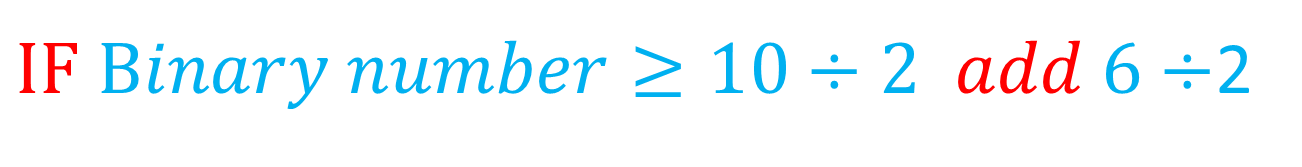 IF Binary number ≥ 10 ÷ 2 add 6 ÷2